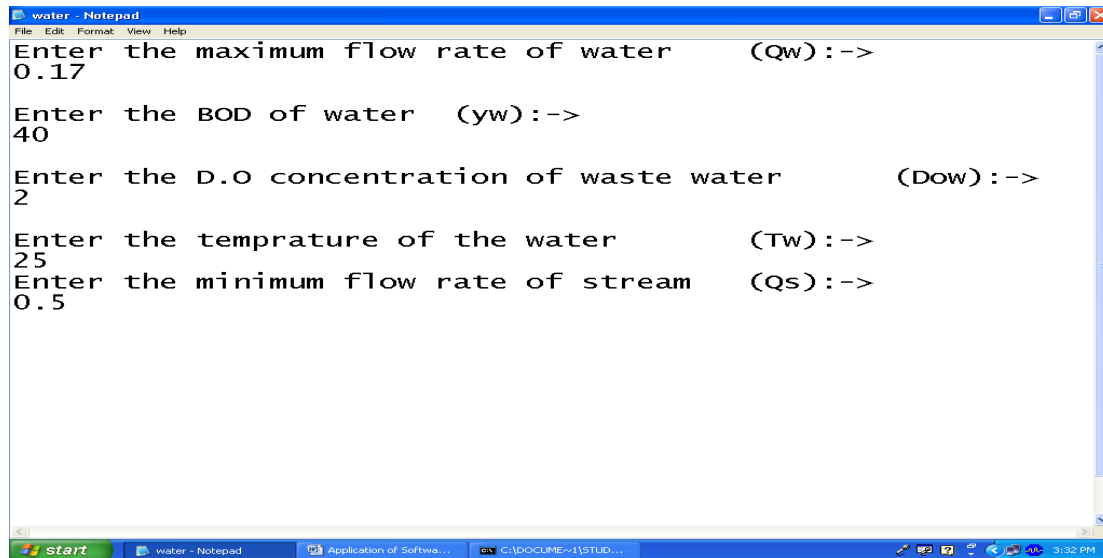 water - Notepad
File Edit Format View Help
Enter the maximum flow rate of water (Qw):->
0.17
Enter the BOD of water (yw):->
40
Enter the D.O concentration of waste water (Dow):->
2
Enter the temprature of the water (Tw):->
25
Enter the minimum flow rate of stream (Qs):->
0.5
start water - Notepad Application of Softwa... C:\DOCUME~1\STUD... 3:32 PM